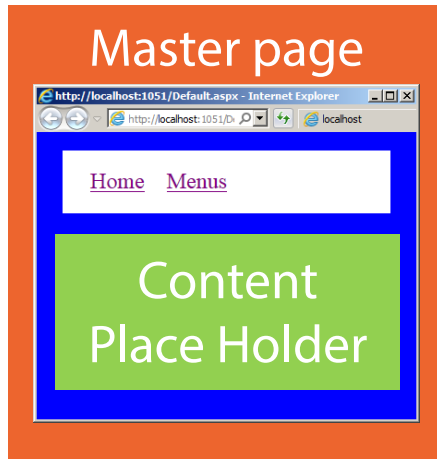 Master page
http://localhost:1051/Default.aspx - Internet Explorer
http://localhost:1051/D
localhost
Home Menus
Content
Place Holder